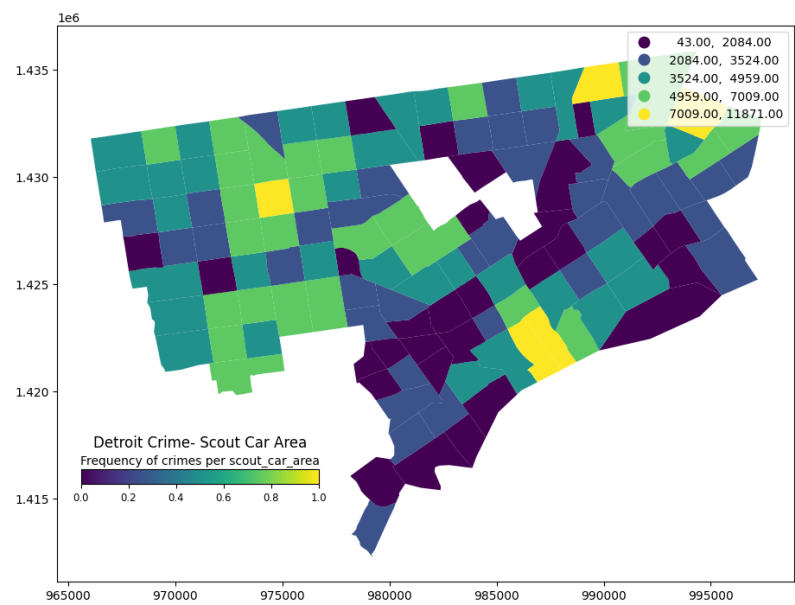 1e6
1.435
1.430
1.425
1.420
1.415
43.00, 2084.00
2084.00, 3524.00
3524.00, 4959.00
4959.00, 7009.00
7009.00, 11871.00
Detroit Crime- Scout Car Area
Frequency of crimes per scout_car_area
0.0 0.2 0.4 0.6 0.8 1.0
965000 970000 975000 980000 985000 990000 995000